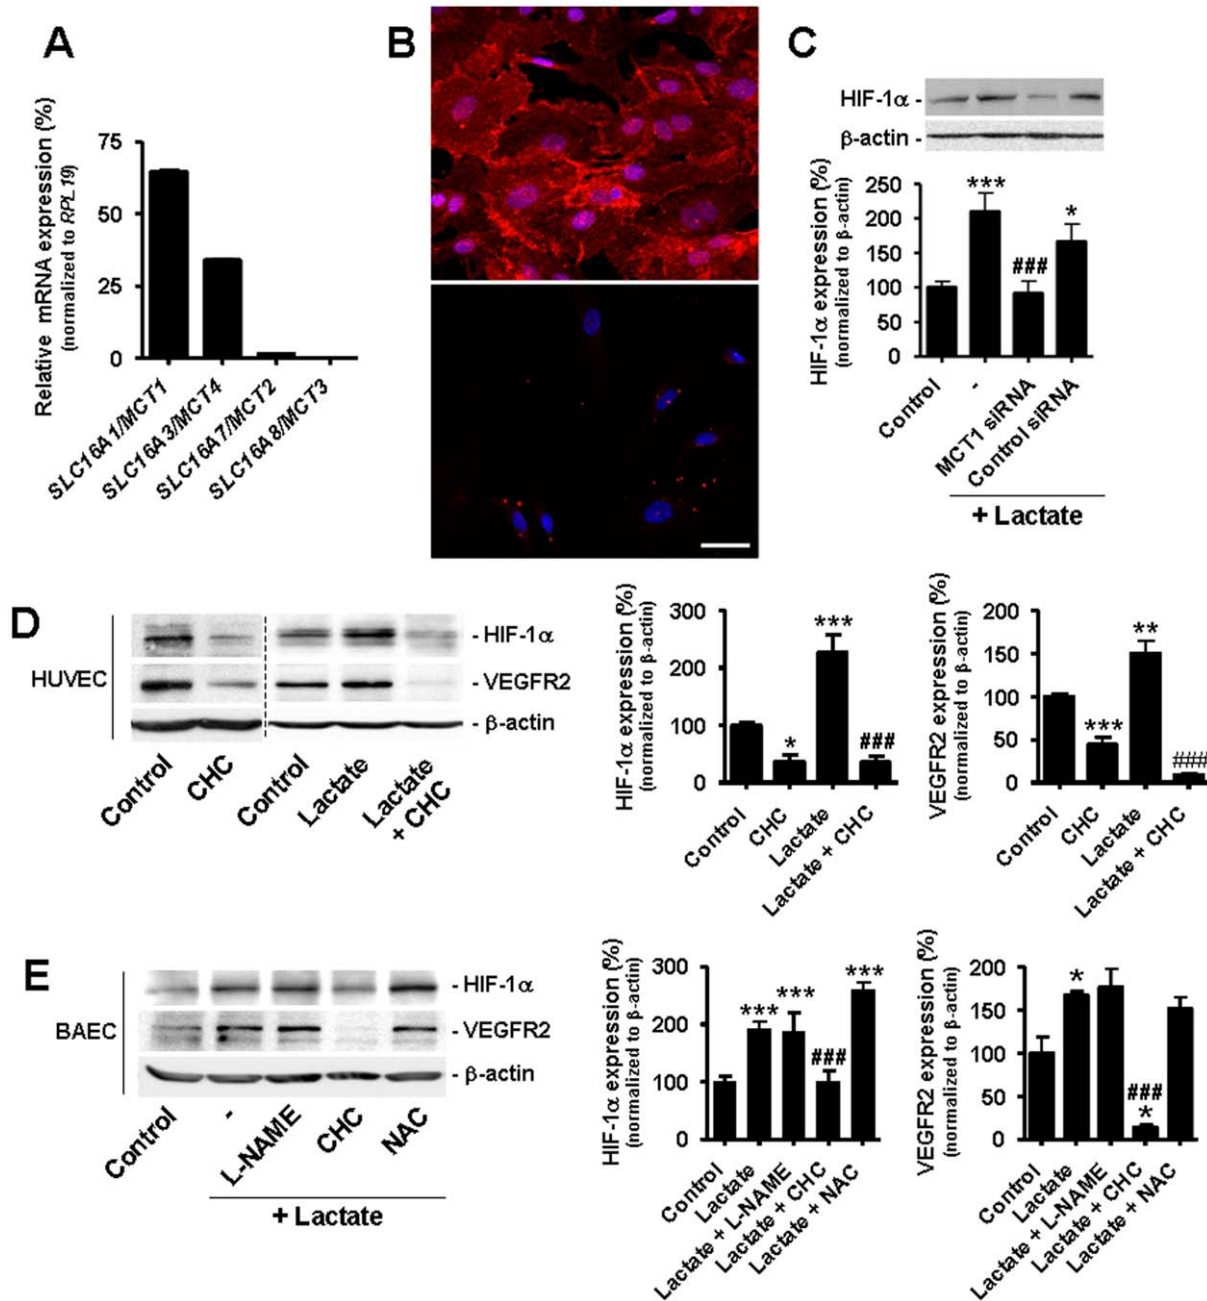 A
Relative mRNA expression (%)
(normalized to RPL19)
75
50
25
0
SLC16A1/MCT1
SLC16A3/MCT4
SLC16A7/MCT2
SLC16A8/MCT3
B
C
HIF-1α -
β-actin -
HIF-1α expression (%)
(normalized to β-actin)
250
200
150
100
50
0
***
###
*
Control
-
MCT1 siRNA
Control siRNA
+ Lactate
D
HUVEC
- HIF-1α
- VEGFR2
- β-actin
Control
CHC
Control
Lactate
Lactate
+ CHC
HIF-1α expression (%)
(normalized to β-actin)
300
200
100
0
*
***
###
Control
CHC
Lactate
Lactate + CHC
VEGFR2 expression (%)
(normalized to β-actin)
200
150
100
50
0
***
**
###
Control
CHC
Lactate
Lactate + CHC
E
BAEC
- HIF-1α
- VEGFR2
- β-actin
Control
-
L-NAME
CHC
NAC
+ Lactate
HIF-1α expression (%)
(normalized to β-actin)
300
200
100
0
***
***
###
***
Control
Lactate
Lactate + L-NAME
Lactate + CHC
Lactate + NAC
VEGFR2 expression (%)
(normalized to β-actin)
200
150
100
50
0
*
###
*
Control
Lactate
Lactate + L-NAME
Lactate + CHC
Lactate + NAC